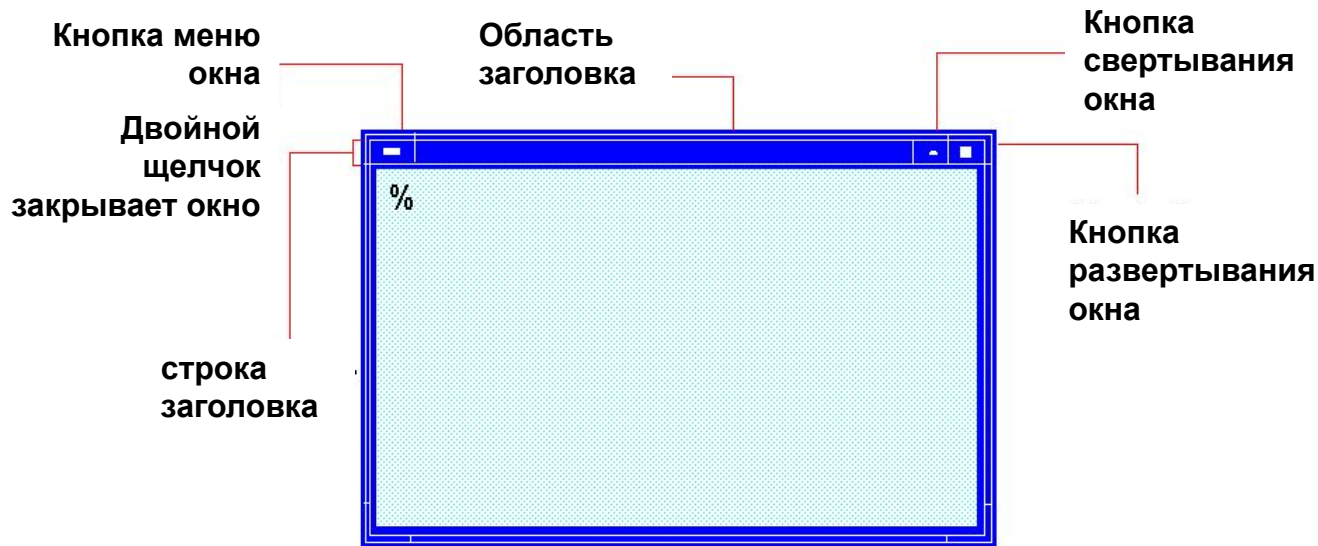 Кнопка меню
окна
Двойной
щелчок
закрывает окно
строка
заголовка
Область
заголовка
Кнопка
свертывания
окна
Кнопка
развертывания
окна
%